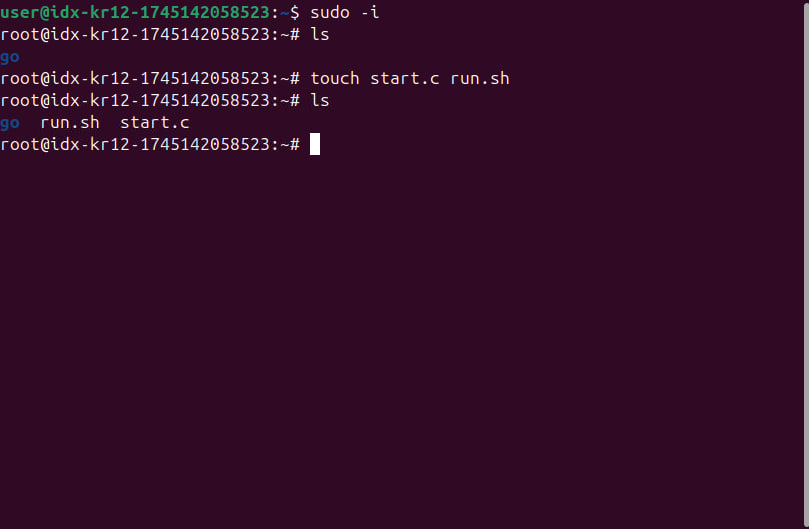 user@idx-kr12-1745142058523:~$ sudo -i
root@idx-kr12-1745142058523:~# ls
go
root@idx-kr12-1745142058523:~# touch start.c run.sh
root@idx-kr12-1745142058523:~# ls
go  run.sh  start.c
root@idx-kr12-1745142058523:~#